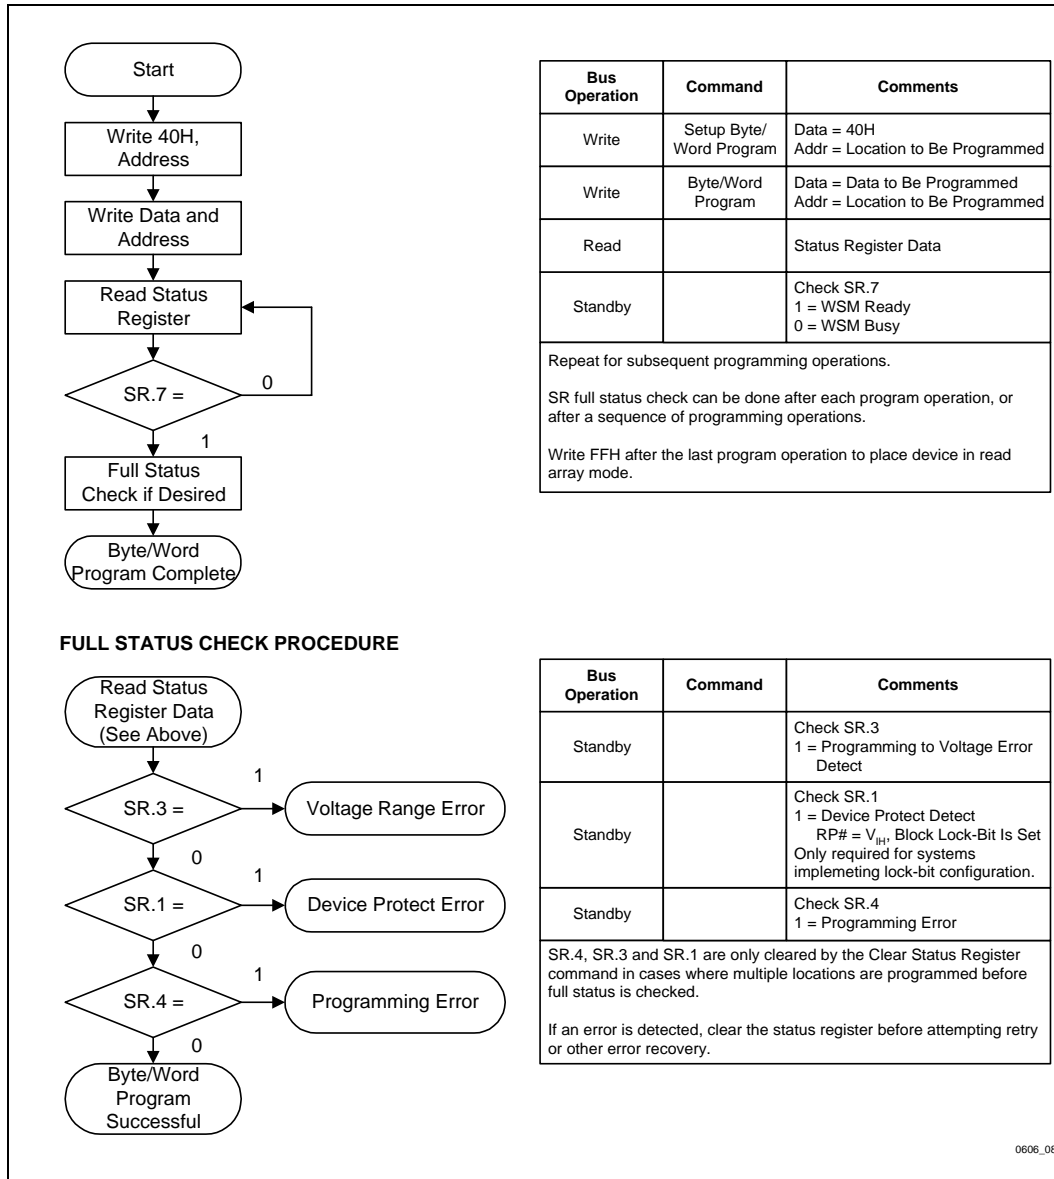 Start
Write 40H,
Address
Write Data and
Address
Read Status
Register
SR.7 =
0
1
Full Status
Check if Desired
Byte/Word
Program Complete
Bus
Operation
Command
Comments
Write
Setup Byte/
Word Program
Data = 40H
Addr = Location to Be Programmed
Write
Byte/Word
Program
Data = Data to Be Programmed
Addr = Location to Be Programmed
Read
Status Register Data
Standby
Check SR.7
1 = WSM Ready
0 = WSM Busy
Repeat for subsequent programming operations.
SR full status check can be done after each program operation, or
after a sequence of programming operations.
Write FFH after the last program operation to place device in read
array mode.
FULL STATUS CHECK PROCEDURE
Read Status
Register Data
(See Above)
SR.3 =
1
Voltage Range Error
0
SR.1 =
1
Device Protect Error
0
SR.4 =
1
Programming Error
0
Byte/Word
Program
Successful
Bus
Operation
Command
Comments
Standby
Check SR.3
1 = Programming to Voltage Error
Detect
Standby
Check SR.1
1 = Device Protect Detect
RP# = VIH, Block Lock-Bit Is Set
Only required for systems
implemeting lock-bit configuration.
Standby
Check SR.4
1 = Programming Error
SR.4, SR.3 and SR.1 are only cleared by the Clear Status Register
command in cases where multiple locations are programmed before
full status is checked.
If an error is detected, clear the status register before attempting retry
or other error recovery.
0606_08